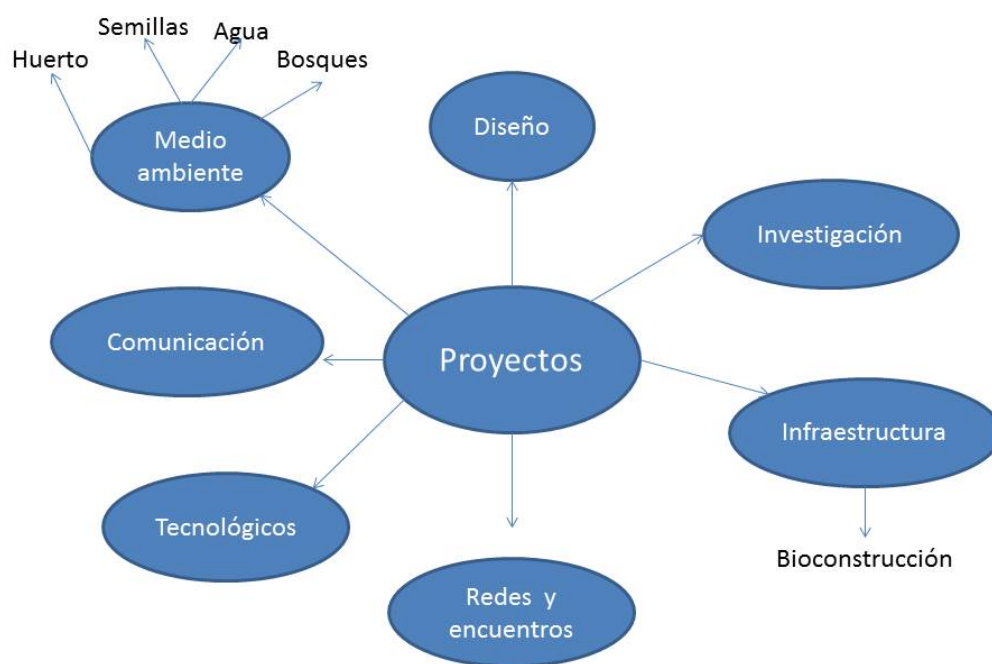 Semillas
Agua
Huerto
Bosques
Medio
ambiente
Diseño
Investigación
Comunicación
Proyectos
Infraestructura
Tecnológicos
Bioconstrucción
Redes y
encuentros